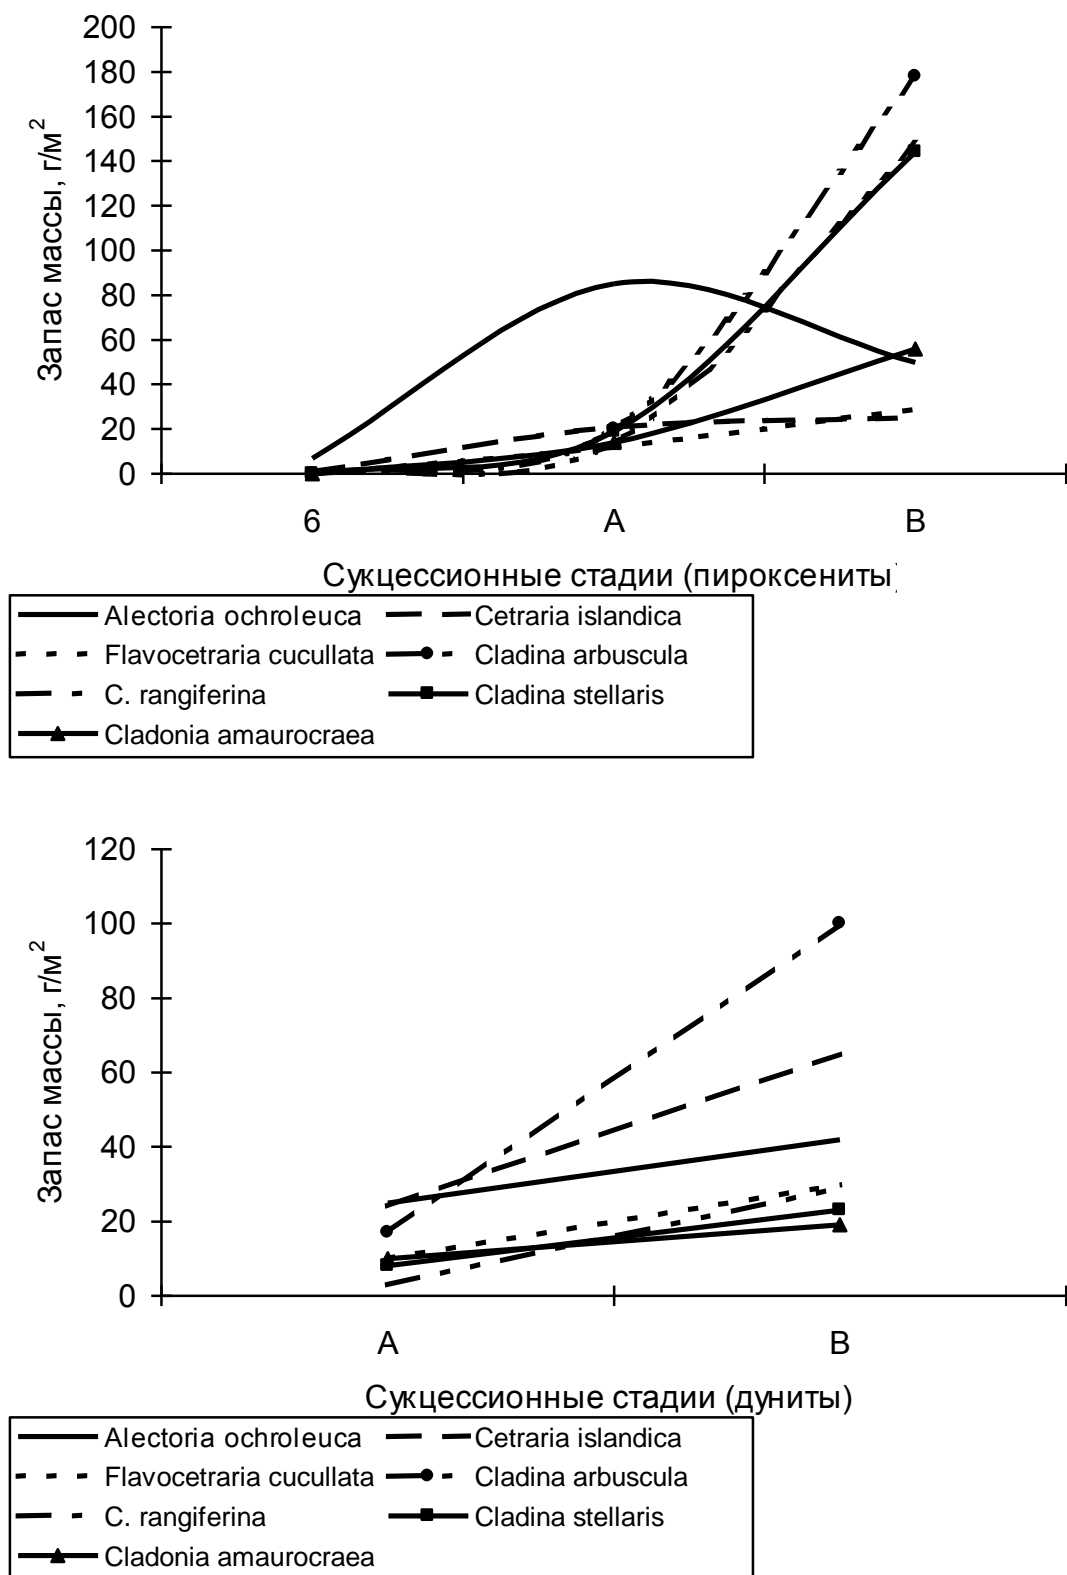 200
180
160
140
120
100
80
60
40
20
0
Запас массы, г/м²
6 А В
Сукцессионные стадии (пироксениты)
Alectoria ochroleuca Cetraria islandica
Flavocetraria cucullata Cladina arbuscula
C. rangiferina Cladina stellaris
Cladonia amaurocraea
120
100
80
60
40
20
0
Запас массы, г/м²
А В
Сукцессионные стадии (дуниты)
Alectoria ochroleuca Cetraria islandica
Flavocetraria cucullata Cladina arbuscula
C. rangiferina Cladina stellaris
Cladonia amaurocraea